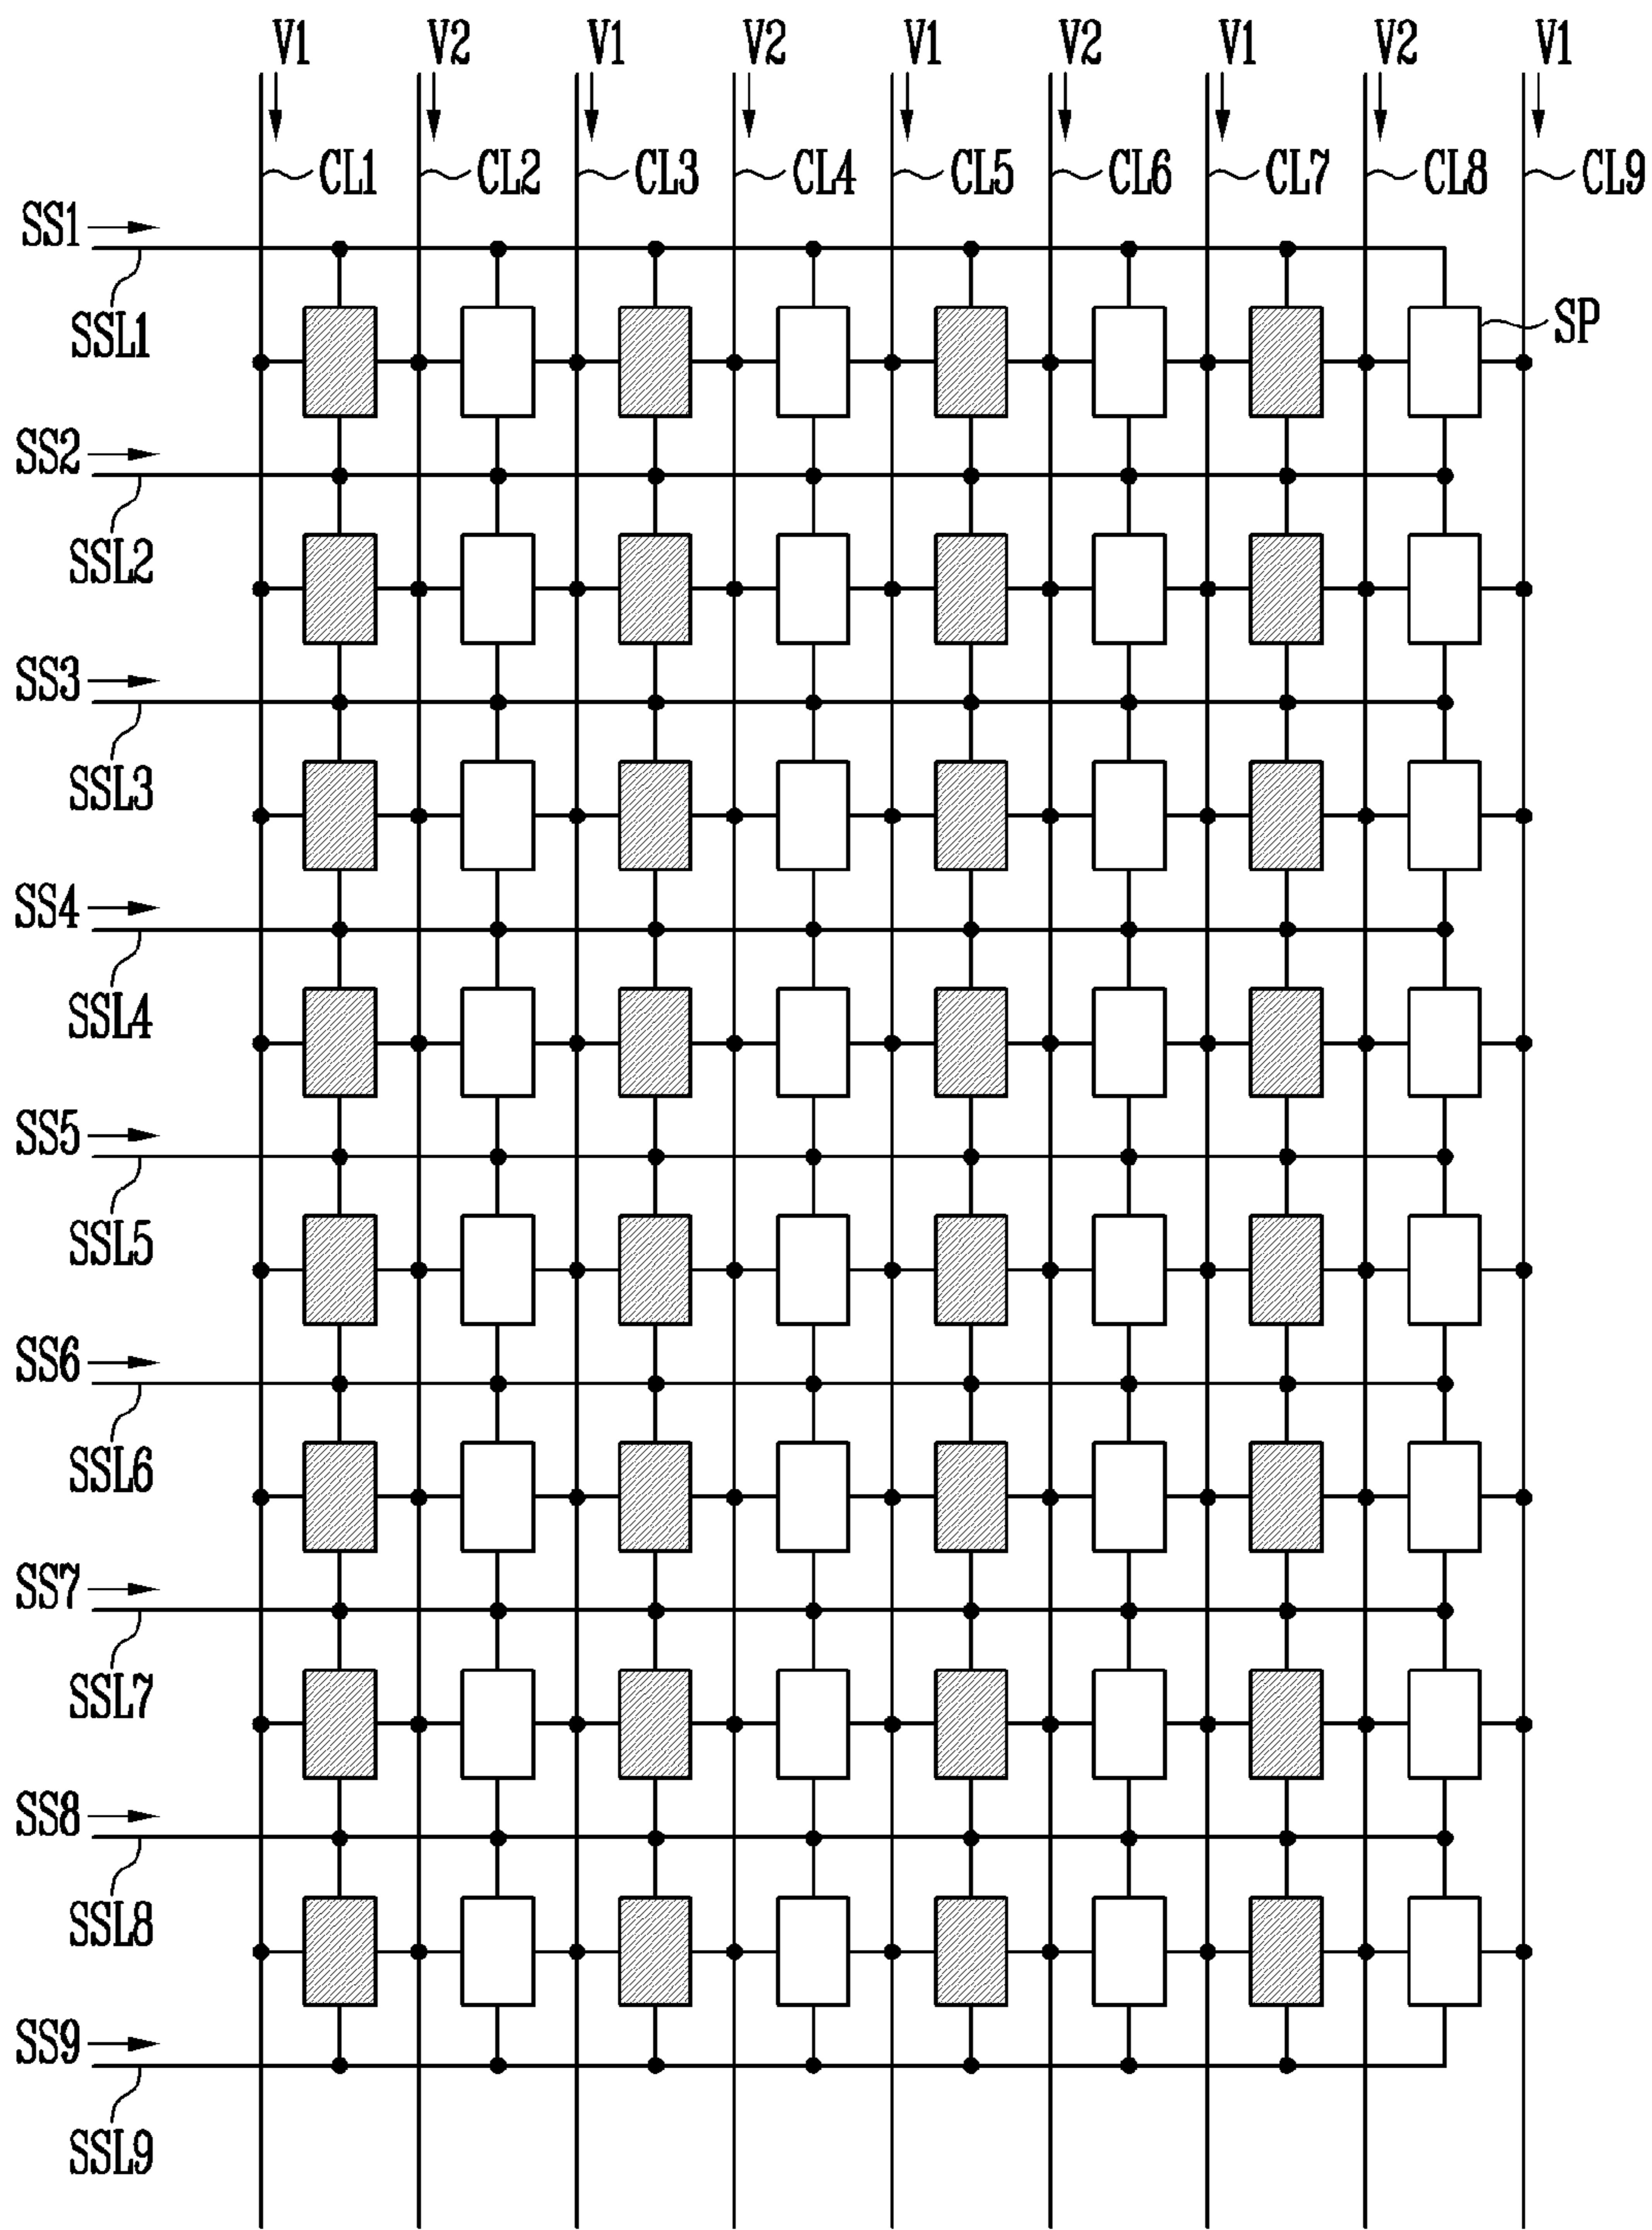 V1 V2 V1 V2 V1 V2 V1 V2 V1
CL1 CL2 CL3 CL4 CL5 CL6 CL7 CL8 CL9
SS1
SSL1
SP
SS2
SSL2
SS3
SSL3
SS4
SSL4
SS5
SSL5
SS6
SSL6
SS7
SSL7
SS8
SSL8
SS9
SSL9